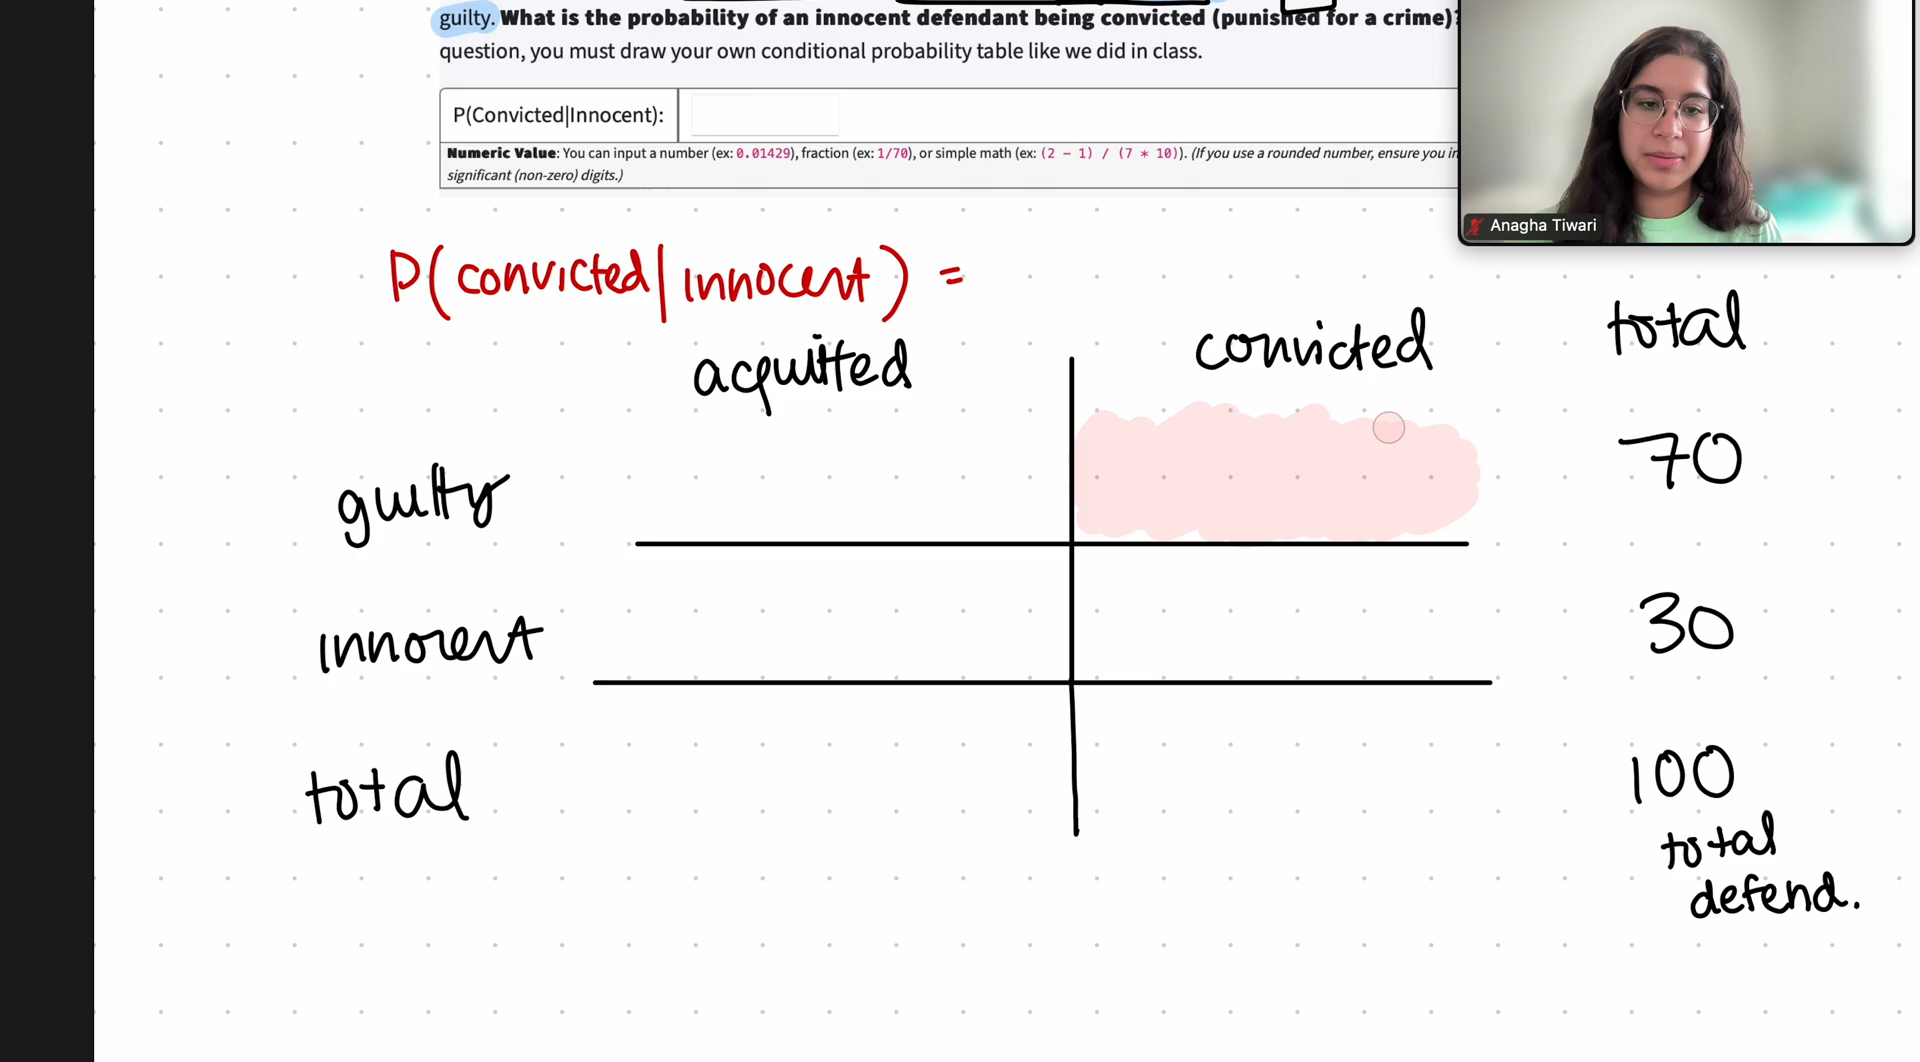 guilty. What is the probability of an innocent defendant being convicted (punished for a crime)?
question, you must draw your own conditional probability table like we did in class.
P(Convicted|Innocent):
Numeric Value: You can input a number (ex: 0.01429), fraction (ex: 1/70), or simple math (ex: (2 - 1) / (7 * 10)). (If you use a rounded number, ensure you in
significant (non-zero) digits.)
Anagha Tiwari
P(convicted|innocent) =
acquitted convicted total
guilty 70
innocent 30
total 100
total
defend.